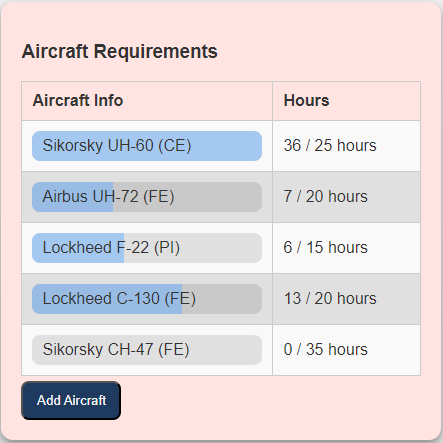 Aircraft Requirements
Aircraft Info Hours
Sikorsky UH-60 (CE) 36 / 25 hours
Airbus UH-72 (FE) 7 / 20 hours
Lockheed F-22 (PI) 6 / 15 hours
Lockheed C-130 (FE) 13 / 20 hours
Sikorsky CH-47 (FE) 0 / 35 hours
Add Aircraft